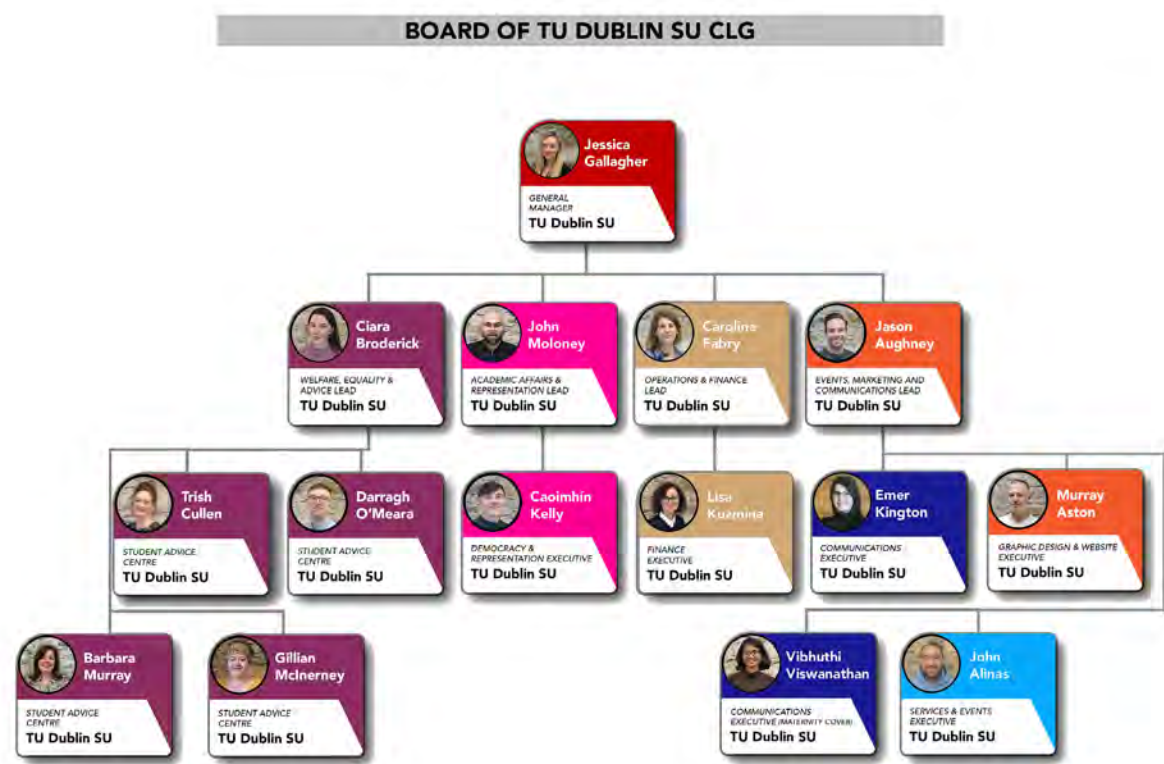 BOARD OF TU DUBLIN SU CLG
Jessica
Gallagher
GENERAL
MANAGER
TU Dublin SU
Ciara
Broderick
WELFARE, EQUALITY &
ADVICE LEAD
TU Dublin SU
John
Moloney
ACADEMIC AFFAIRS &
REPRESENTATION LEAD
TU Dublin SU
Caroline
Fabry
OPERATIONS & FINANCE
LEAD
TU Dublin SU
Jason
Aughney
EVENTS, MARKETING AND
COMMUNICATIONS LEAD
TU Dublin SU
Trish
Cullen
STUDENT ADVICE
CENTRE
TU Dublin SU
Darragh
O'Meara
STUDENT ADVICE
CENTRE
TU Dublin SU
Caoimhín
Kelly
DEMOCRACY &
REPRESENTATION EXECUTIVE
TU Dublin SU
Lisa
Kuzmina
FINANCE
EXECUTIVE
TU Dublin SU
Emer
Kington
COMMUNICATIONS
EXECUTIVE
TU Dublin SU
Murray
Aston
GRAPHIC DESIGN & WEBSITE
EXECUTIVE
TU Dublin SU
Barbara
Murray
STUDENT ADVICE
CENTRE
TU Dublin SU
Gillian
McInerney
STUDENT ADVICE
CENTRE
TU Dublin SU
Vibhuthi
Viswanathan
COMMUNICATIONS
EXECUTIVE (MATERNITY COVER)
TU Dublin SU
John
Alinas
SERVICES & EVENTS
EXECUTIVE
TU Dublin SU